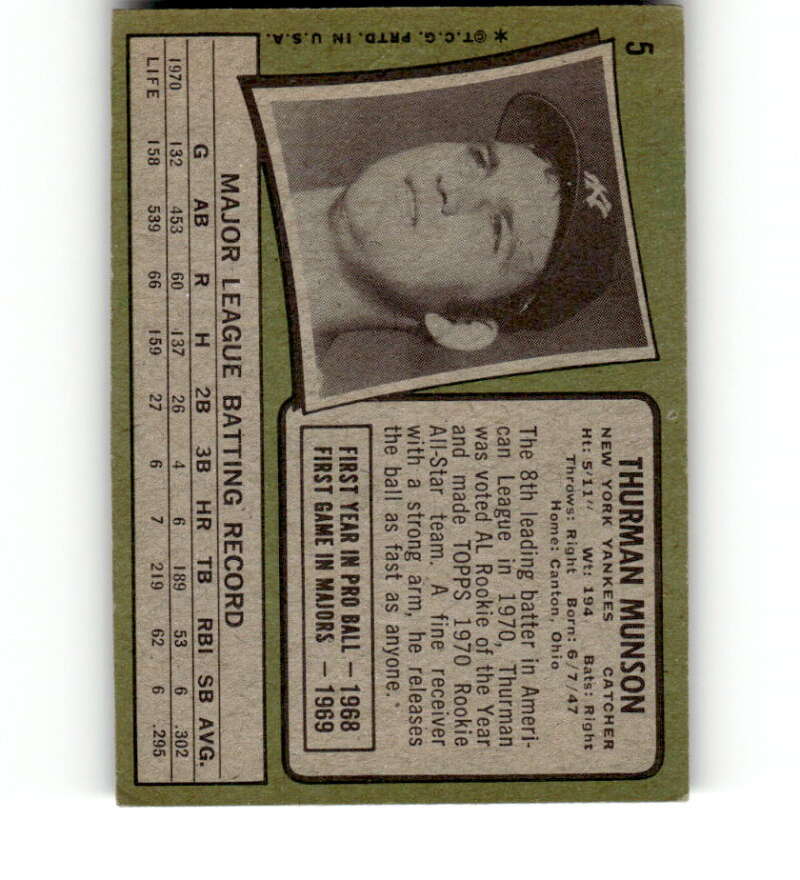 5
* ©T.C.G. PRTD. IN U.S.A.
THURMAN MUNSON
NEW YORK YANKEES CATCHER
Ht: 5'11" Wt: 194 Bats: Right
Throws: Right Born: 6/7/47
Home: Canton, Ohio
The 8th leading batter in Ameri-
can League in 1970, Thurman
was voted AL Rookie of the Year
and made TOPPS 1970 Rookie
All-Star team. A fine receiver
with a strong arm, he releases
the ball as fast as anyone.
FIRST YEAR IN PRO BALL — 1968
FIRST GAME IN MAJORS — 1969
MAJOR LEAGUE BATTING RECORD
G AB R H 2B 3B HR TB RBI SB AVG.
1970 132 453 60 137 26 4 6 189 53 6 .302
LIFE 158 539 66 159 27 6 7 219 62 6 .295